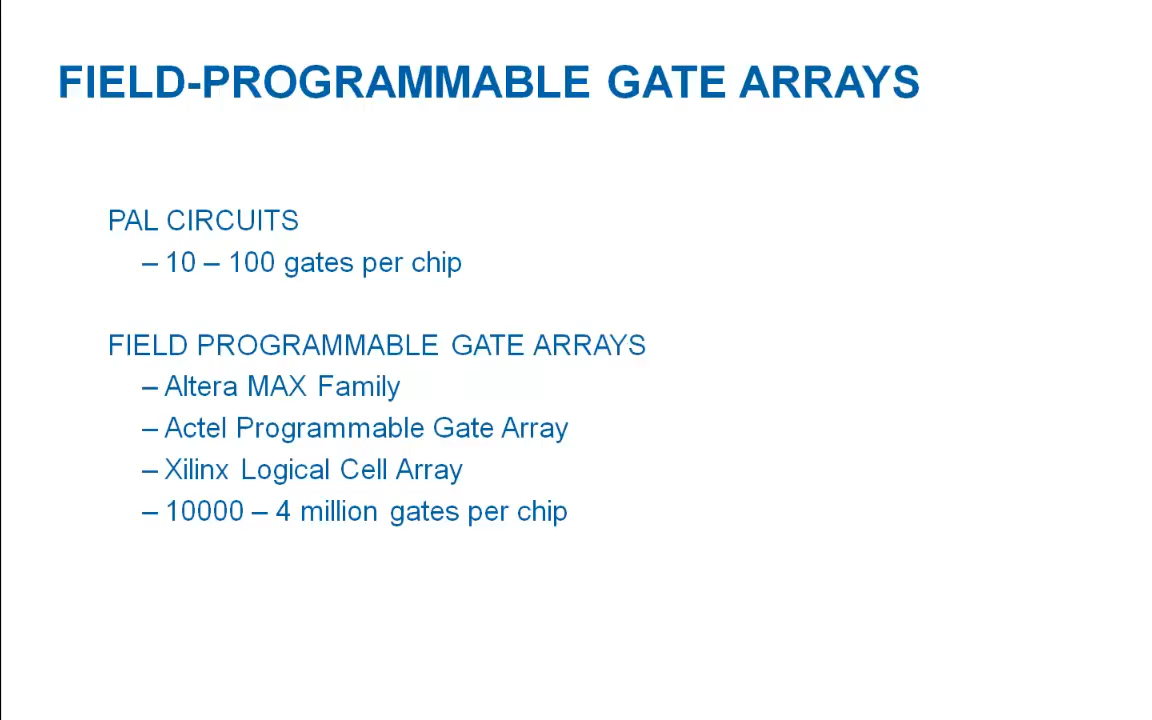 FIELD-PROGRAMMABLE GATE ARRAYS
PAL CIRCUITS
– 10 – 100 gates per chip
FIELD PROGRAMMABLE GATE ARRAYS
– Altera MAX Family
– Actel Programmable Gate Array
– Xilinx Logical Cell Array
– 10000 – 4 million gates per chip